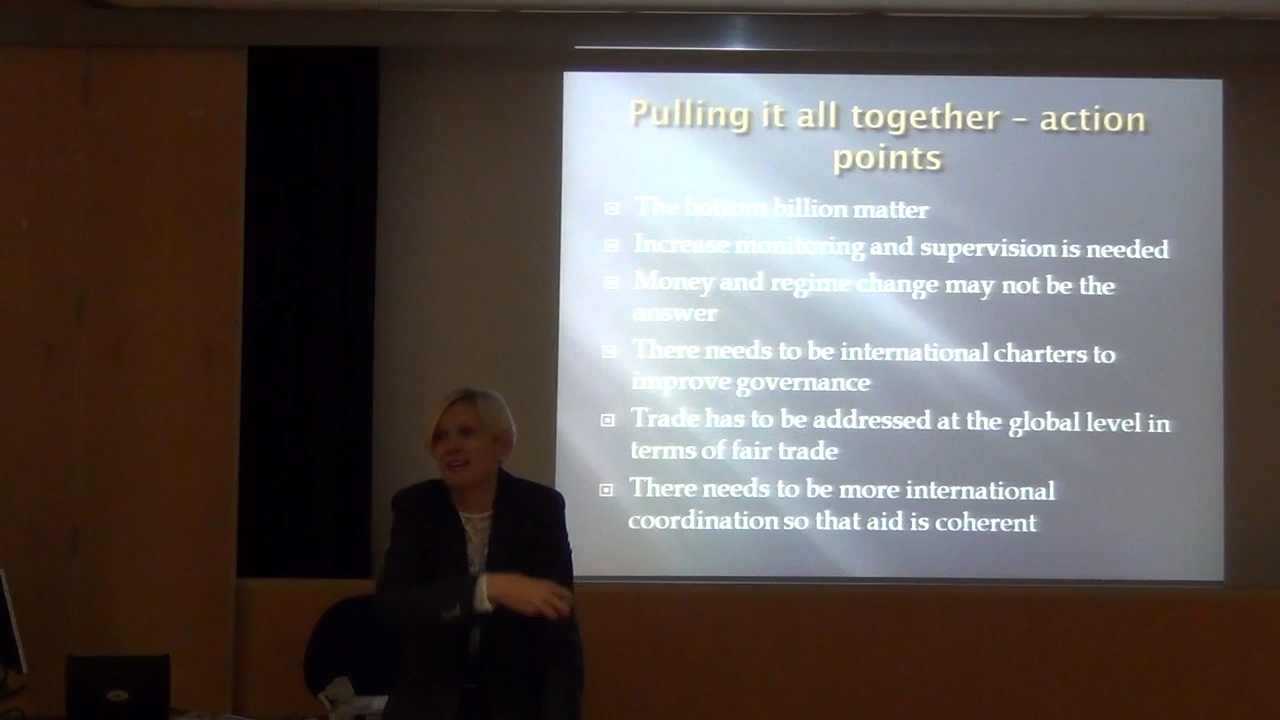 Pulling it all together – action
points
The bottom billion matter
Increase monitoring and supervision is needed
Money and regime change may not be the
answer
There needs to be international charters to
improve governance
Trade has to be addressed at the global level in
terms of fair trade
There needs to be more international
coordination so that aid is coherent